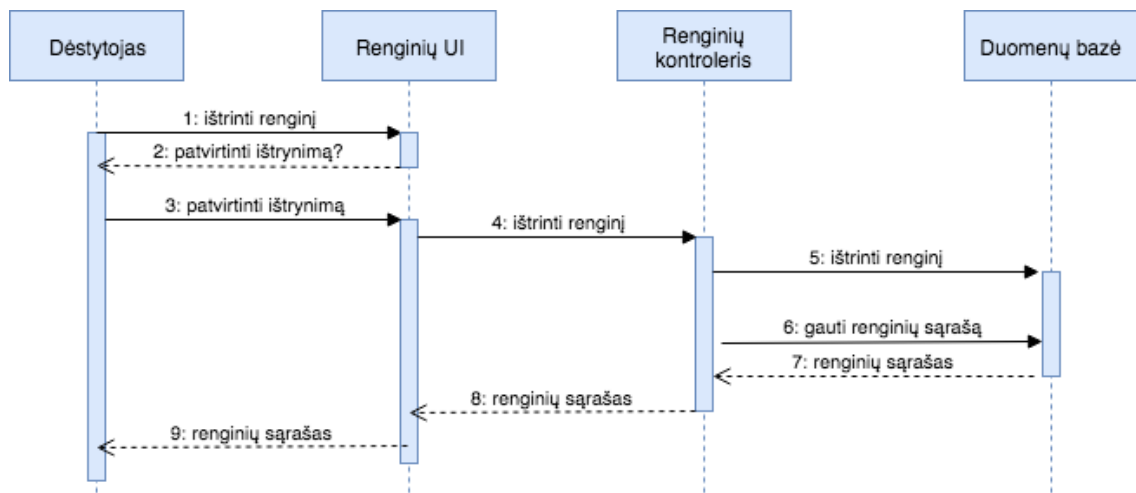 Dėstytojas
Renginių UI
Renginių
kontroleris
Duomenų bazė
1: ištrinti renginį
2: patvirtinti ištrynimą?
3: patvirtinti ištrynimą
4: ištrinti renginį
5: ištrinti renginį
6: gauti renginių sąrašą
7: renginių sąrašas
8: renginių sąrašas
9: renginių sąrašas